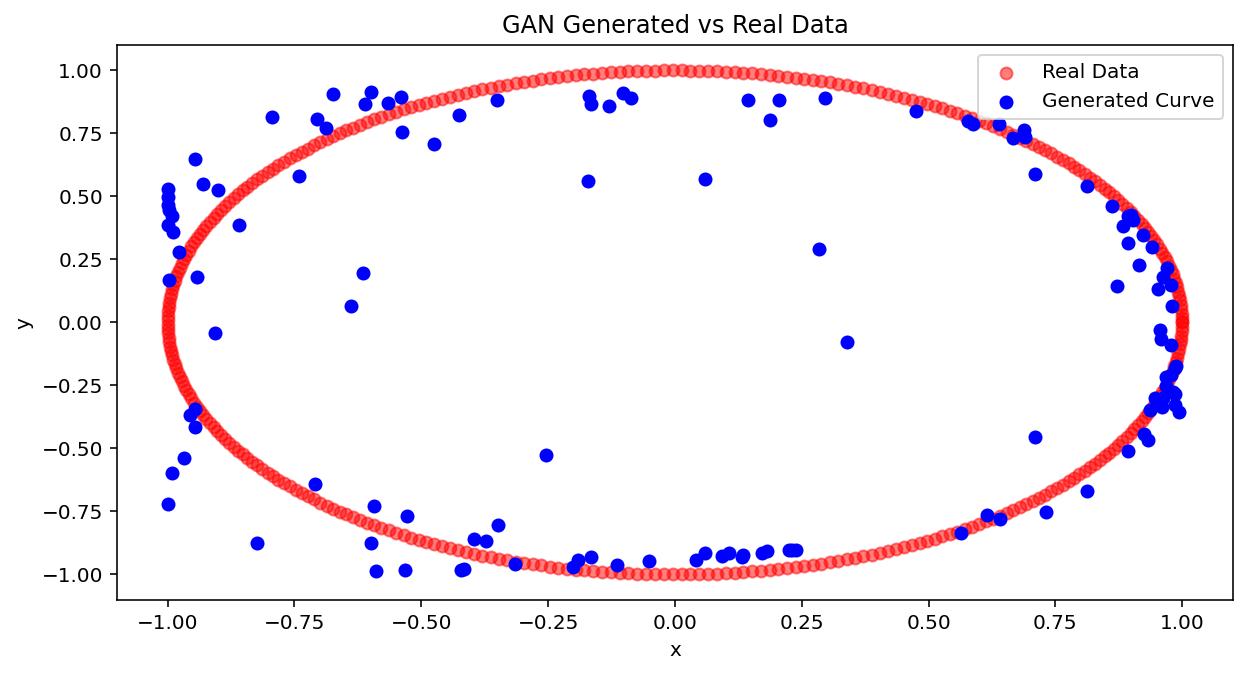 GAN Generated vs Real Data
Real Data
Generated Curve
1.00
0.75
0.50
0.25
0.00
−0.25
−0.50
−0.75
−1.00
y
−1.00 −0.75 −0.50 −0.25 0.00 0.25 0.50 0.75 1.00
x